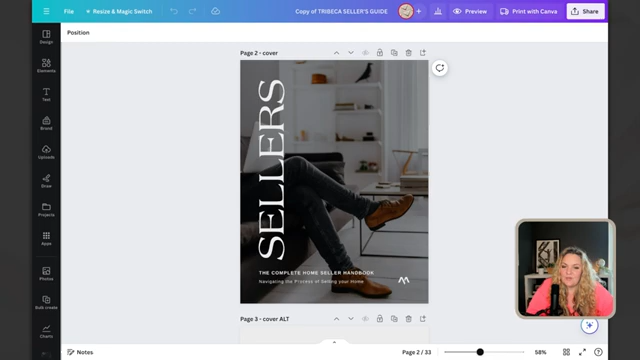 File
Resize & Magic Switch
Copy of TRIBECA SELLER'S GUIDE
Preview
Print with Canva
Share
Position
Design
Elements
Text
Brand
Uploads
Draw
Projects
Apps
Photos
Bulk create
Charts
Page 2 - cover
SELLERS
THE COMPLETE HOME SELLER HANDBOOK
Navigating the Process of Selling your Home
Page 3 - cover ALT
Notes
Page 2 / 33
58%